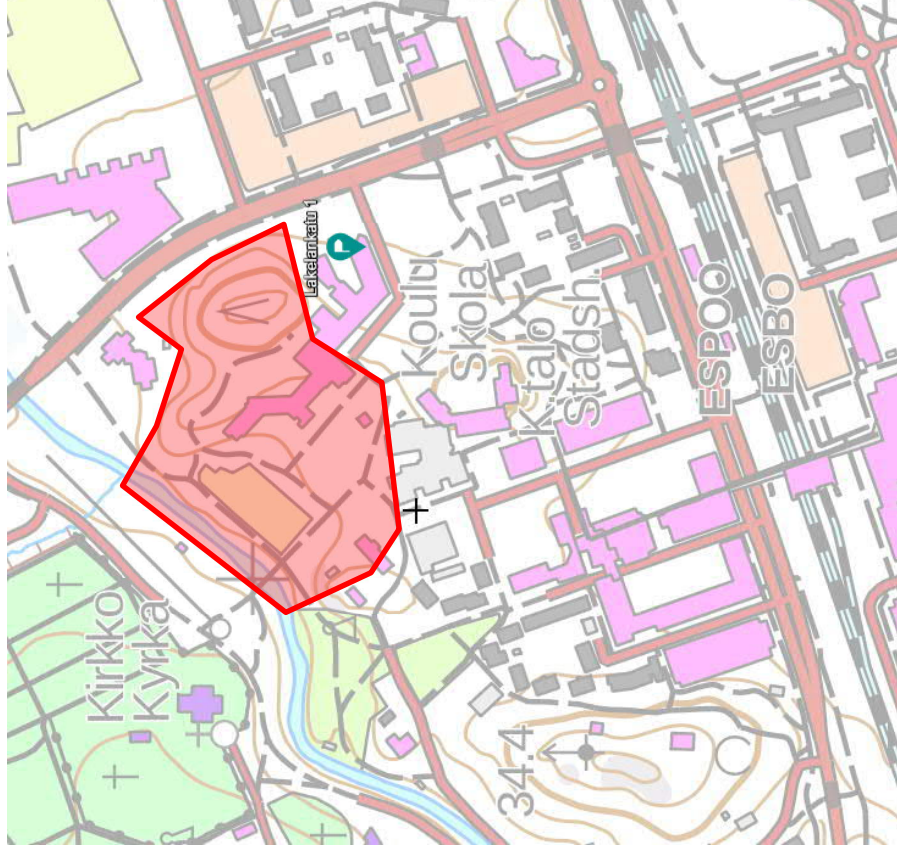 Lakelankatu 1
P
Koulu
Skola
K:talo
Stadsh.
ESPOO
ESBO
Kirkko
Kyrka
34.4